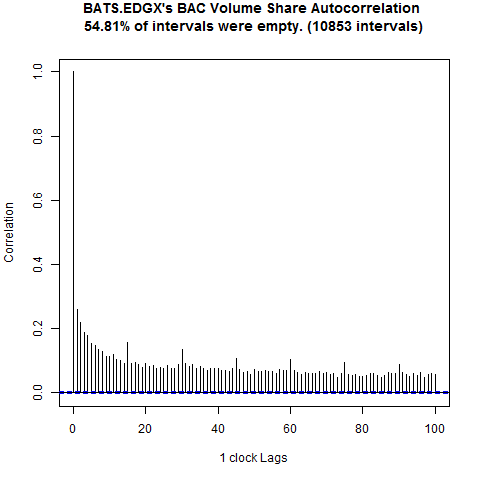 BATS.EDGX's BAC Volume Share Autocorrelation
54.81% of intervals were empty. (10853 intervals)
Correlation
1.0
0.8
0.6
0.4
0.2
0.0
0 20 40 60 80 100
1 clock Lags